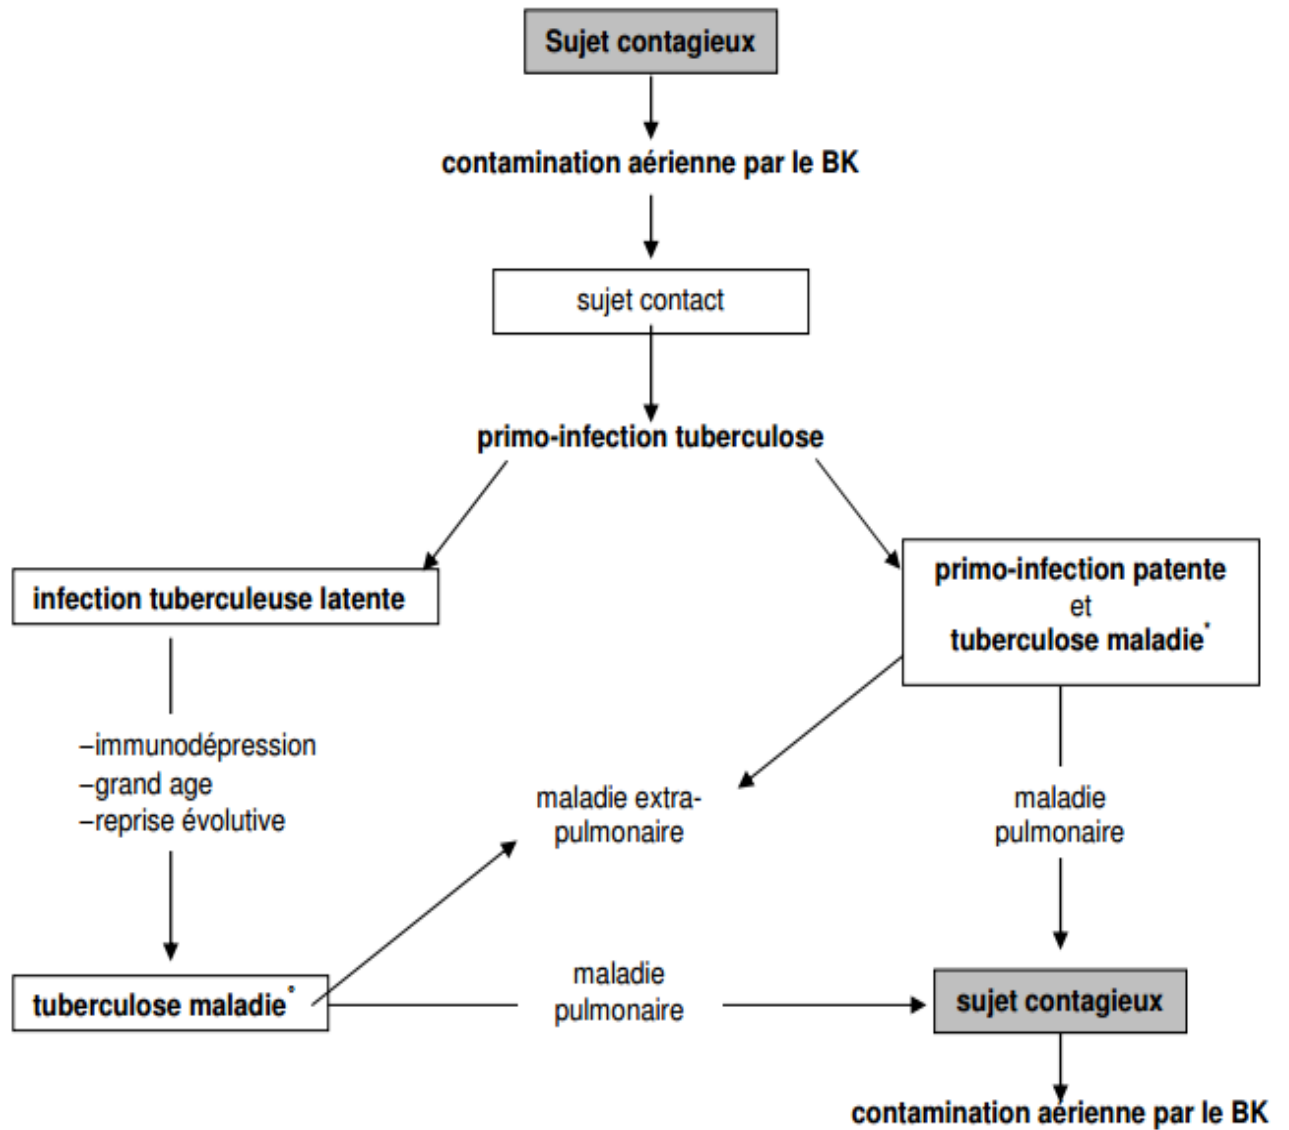 Sujet contagieux
contamination aérienne par le BK
sujet contact
primo-infection tuberculose
infection tuberculeuse latente
primo-infection patente
et
tuberculose maladie*
–immunodépression
–grand age
–reprise évolutive
maladie extra-
pulmonaire
maladie
pulmonaire
tuberculose maladie*
maladie
pulmonaire
sujet contagieux
contamination aérienne par le BK